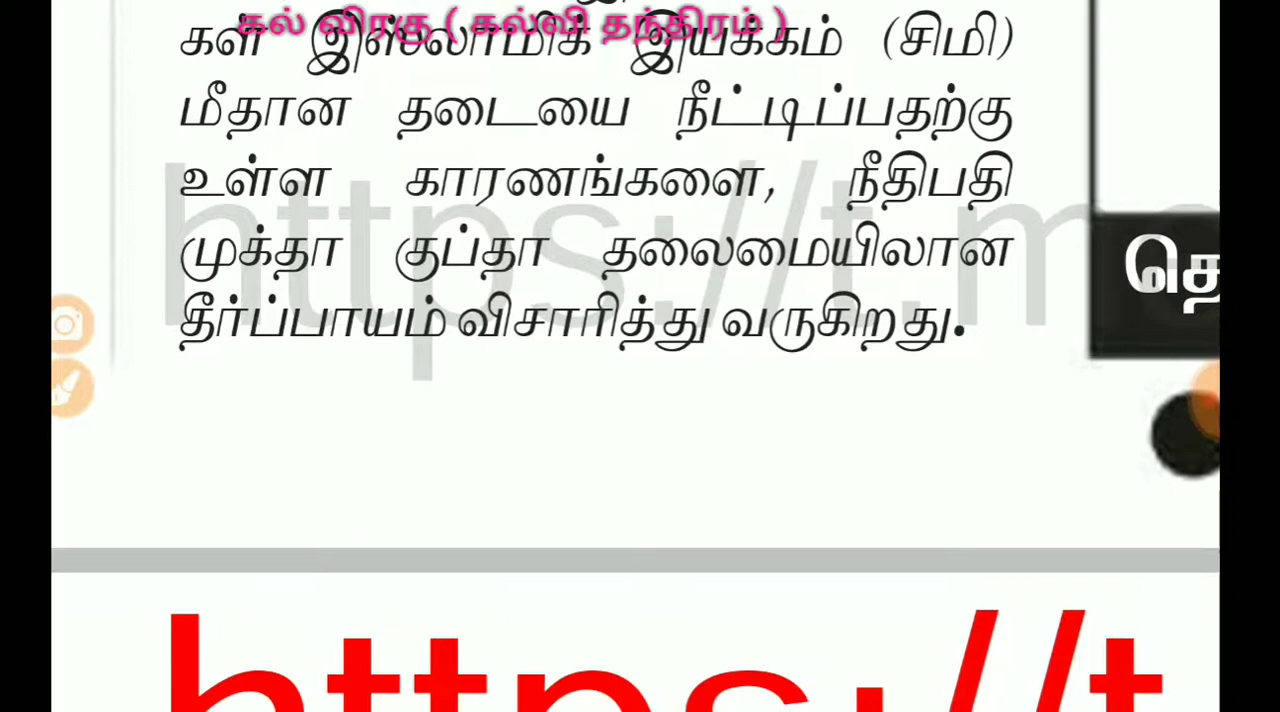 கல் விரகு ( கல்வி தந்திரம் )
கள் இஸ்லாமிக் இயக்கம் (சிமி)
மீதான தடையை நீட்டிப்பதற்கு
உள்ள காரணங்களை, நீதிபதி
முக்தா குப்தா தலைமையிலான
தீர்ப்பாயம் விசாரித்து வருகிறது.
https://t.me
தெ
https://t